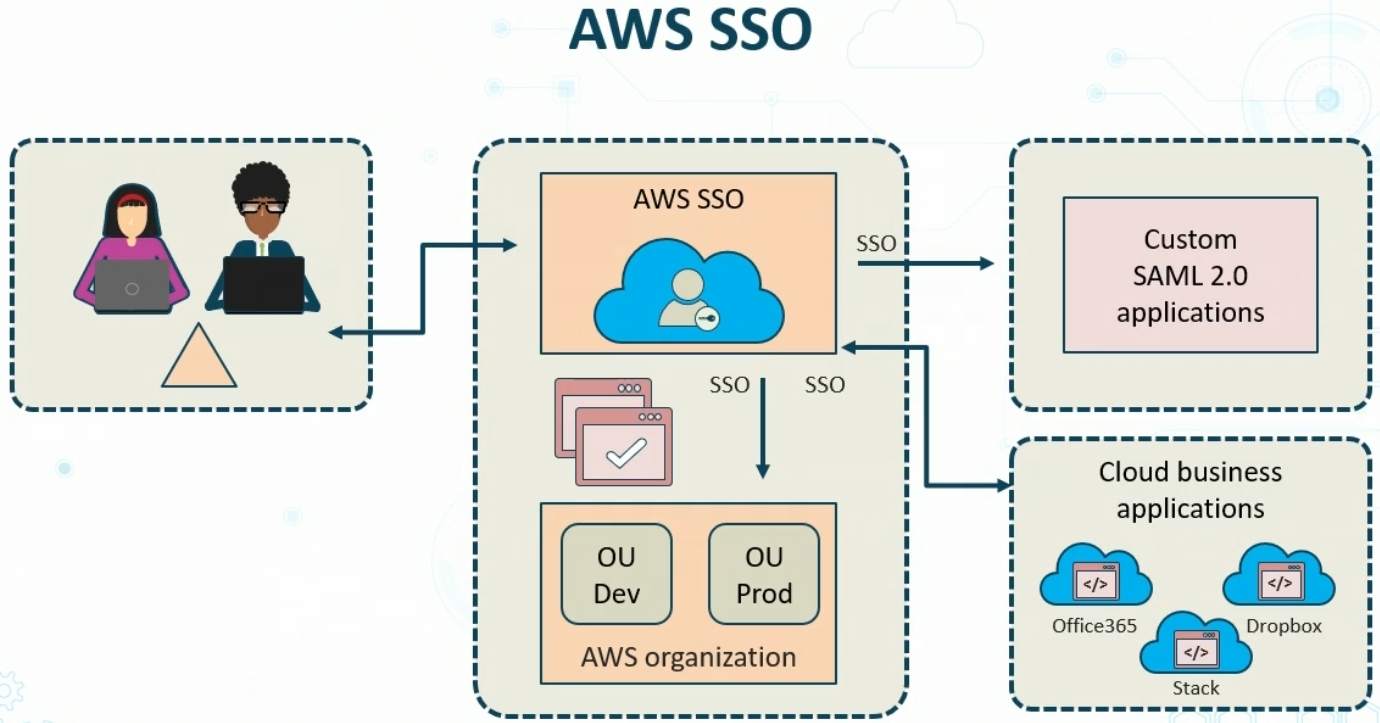 AWS SSO
AWS SSO
SSO
Custom
SAML 2.0
applications
SSO
SSO
Cloud business
applications
</>
</>
Office365
Dropbox
</>
Stack
OU
Dev
OU
Prod
AWS organization